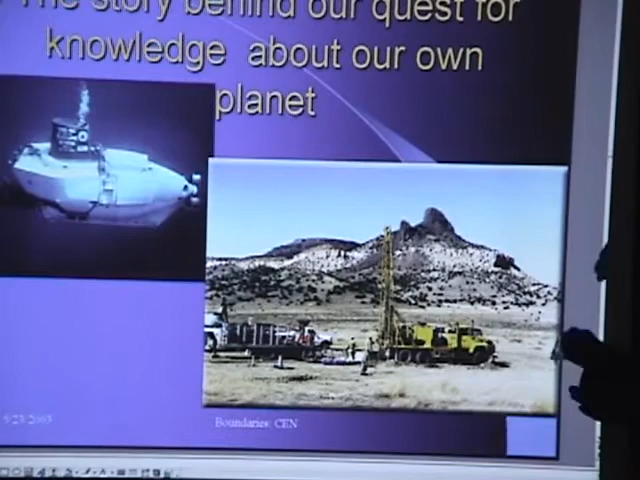 The story behind our quest for
knowledge about our own
planet
Boundaries: CEN